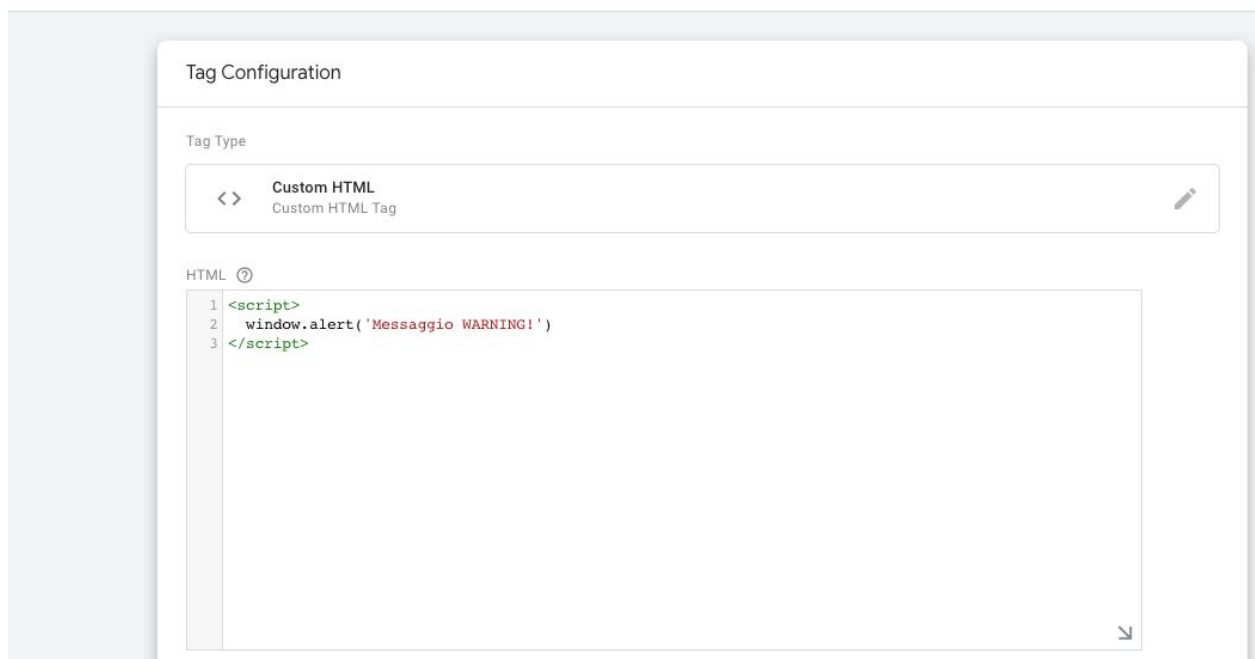 Tag Configuration
Tag Type
<> Custom HTML
Custom HTML Tag
HTML ?
1 <script>
2 window.alert('Messaggio WARNING!')
3 </script>